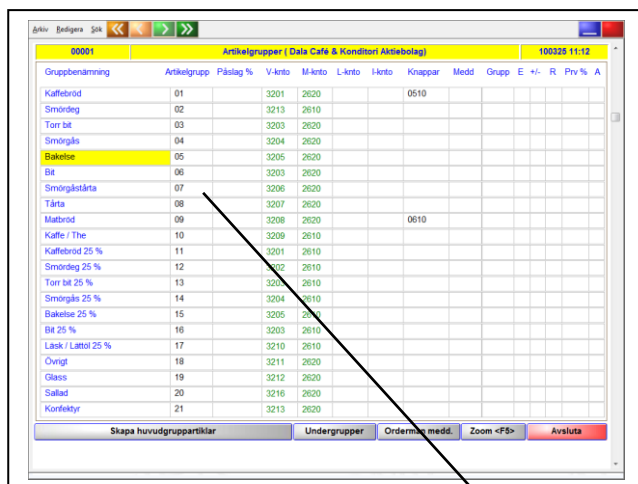 Arkiv Redigera Sök
00001 Artikelgrupper ( Dala Café & Konditori Aktiebolag) 100325 11:12
Gruppbenämning Artikelgrupp Påslag % V-knto M-knto L-knto I-knto Knappar Medd Grupp E +/- R Prv % A
Kaffebröd 01 3201 2620 0510
Smördeg 02 3213 2610
Torr bit 03 3203 2620
Smörgås 04 3204 2620
Bakelse 05 3205 2620
Bit 06 3203 2620
Smörgåstårta 07 3206 2620
Tårta 08 3207 2620
Matbröd 09 3208 2620 0610
Kaffe / The 10 3209 2610
Kaffebröd 25 % 11 3201 2610
Smördeg 25 % 12 3202 2610
Torr bit 25 % 13 3203 2610
Smörgås 25 % 14 3204 2610
Bakelse 25 % 15 3205 2610
Bit 25 % 16 3203 2610
Läsk / Lättöl 25 % 17 3210 2610
Övrigt 18 3211 2620
Glass 19 3212 2620
Sallad 20 3216 2620
Konfektyr 21 3213 2620
Skapa huvudgruppartiklar Undergrupper Orderman medd. Zoom <F5> Avsluta